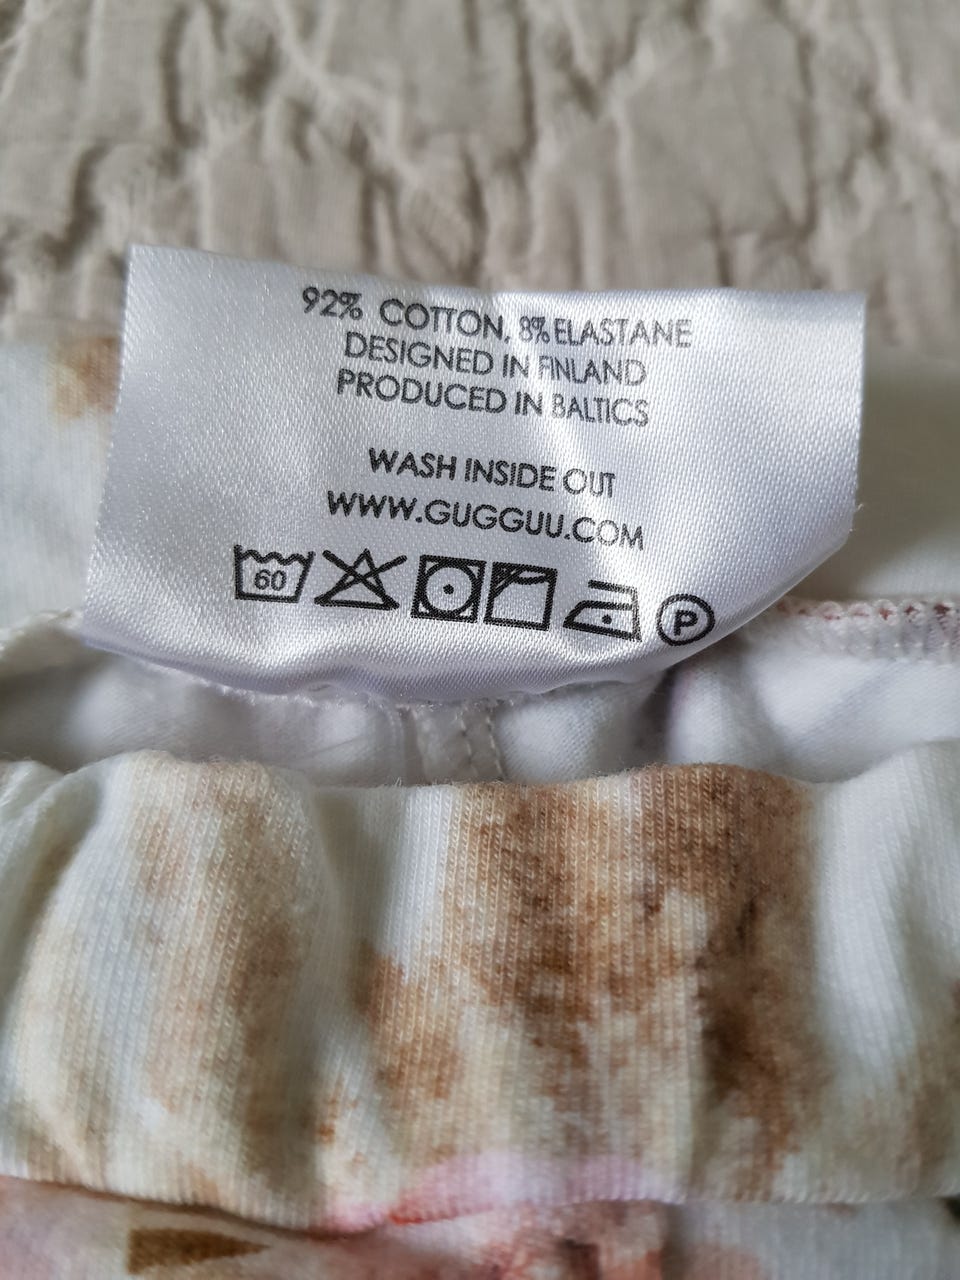 92% COTTON, 8% ELASTANE
DESIGNED IN FINLAND
PRODUCED IN BALTICS
WASH INSIDE OUT
WWW.GUGGUU.COM
60 P